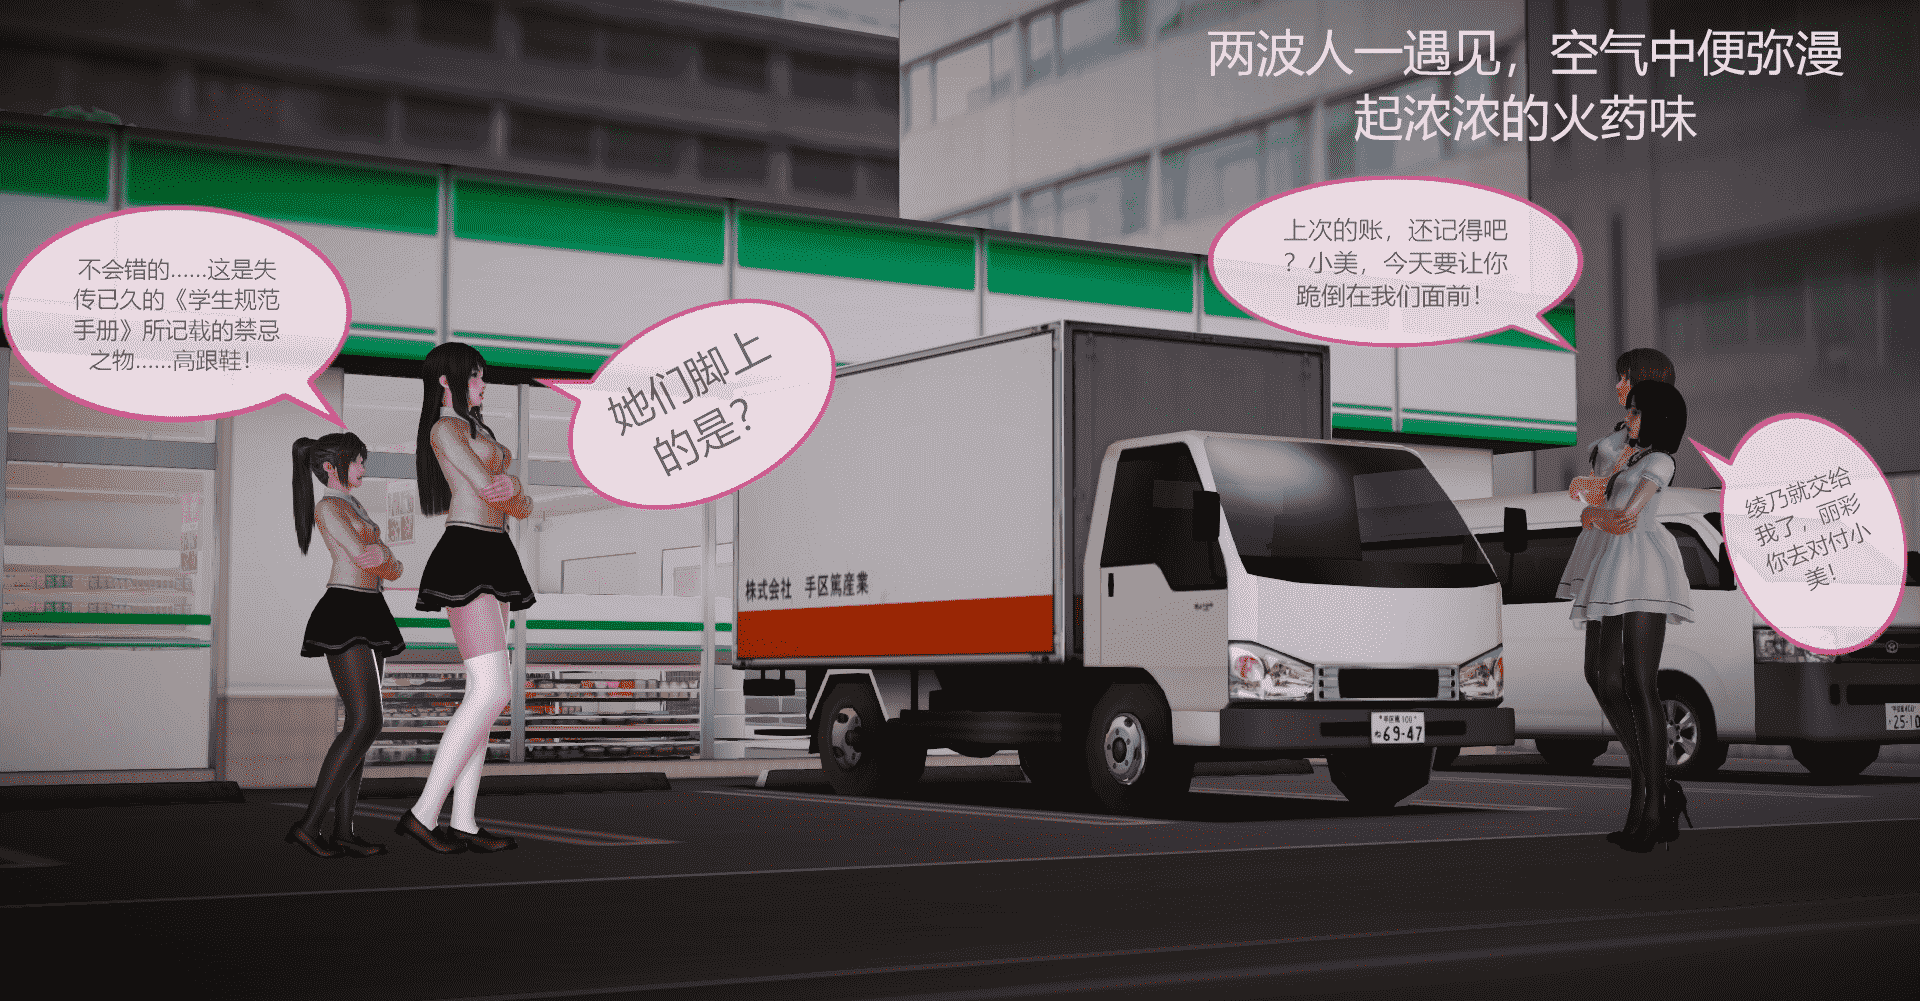 两波人一遇见，空气中便弥漫
起浓浓的火药味
不会错的……这是失
传已久的《学生规范
手册》所记载的禁忌
之物……高跟鞋！
她们脚上
的是？
上次的账，还记得吧
？小美，今天要让你
跪倒在我们面前！
绫乃就交给
我了，丽彩
你去对付小
美！
株式会社　手区篤産業
69-47
25-10